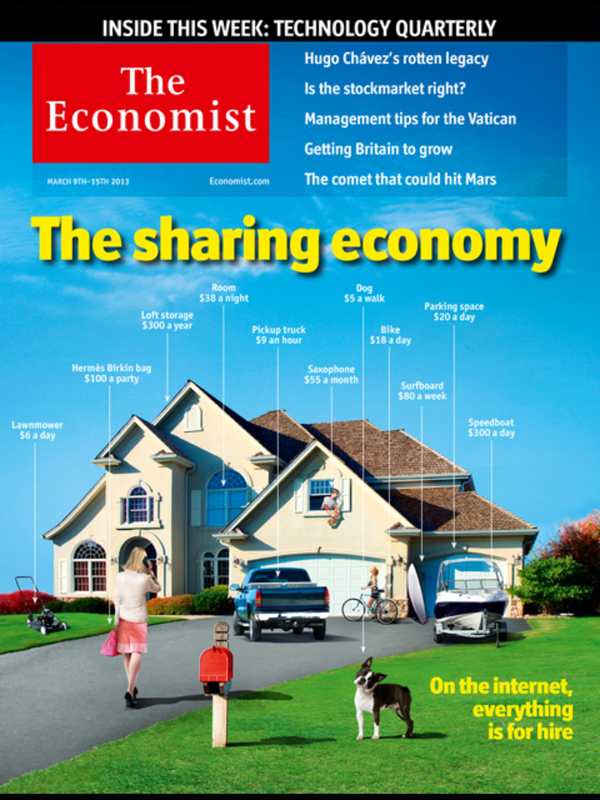 INSIDE THIS WEEK: TECHNOLOGY QUARTERLY
The
Economist
MARCH 9TH–15TH 2013
Economist.com
Hugo Chávez's rotten legacy
Is the stockmarket right?
Management tips for the Vatican
Getting Britain to grow
The comet that could hit Mars
The sharing economy
Room
$38 a night
Dog
$5 a walk
Parking space
$20 a day
Loft storage
$300 a year
Pickup truck
$9 an hour
Bike
$18 a day
Hermès Birkin bag
$100 a party
Saxophone
$55 a month
Surfboard
$80 a week
Lawnmower
$6 a day
Speedboat
$300 a day
On the internet,
everything
is for hire